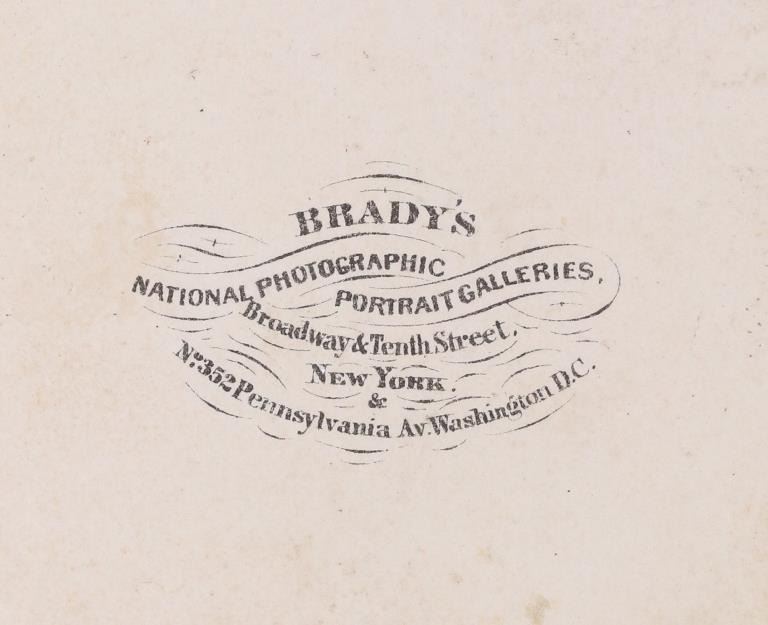 BRADY'S
NATIONAL PHOTOGRAPHIC
PORTRAIT GALLERIES,
Broadway & Tenth Street,
NEW YORK.
&
No. 352 Pennsylvania Av. Washington D.C.